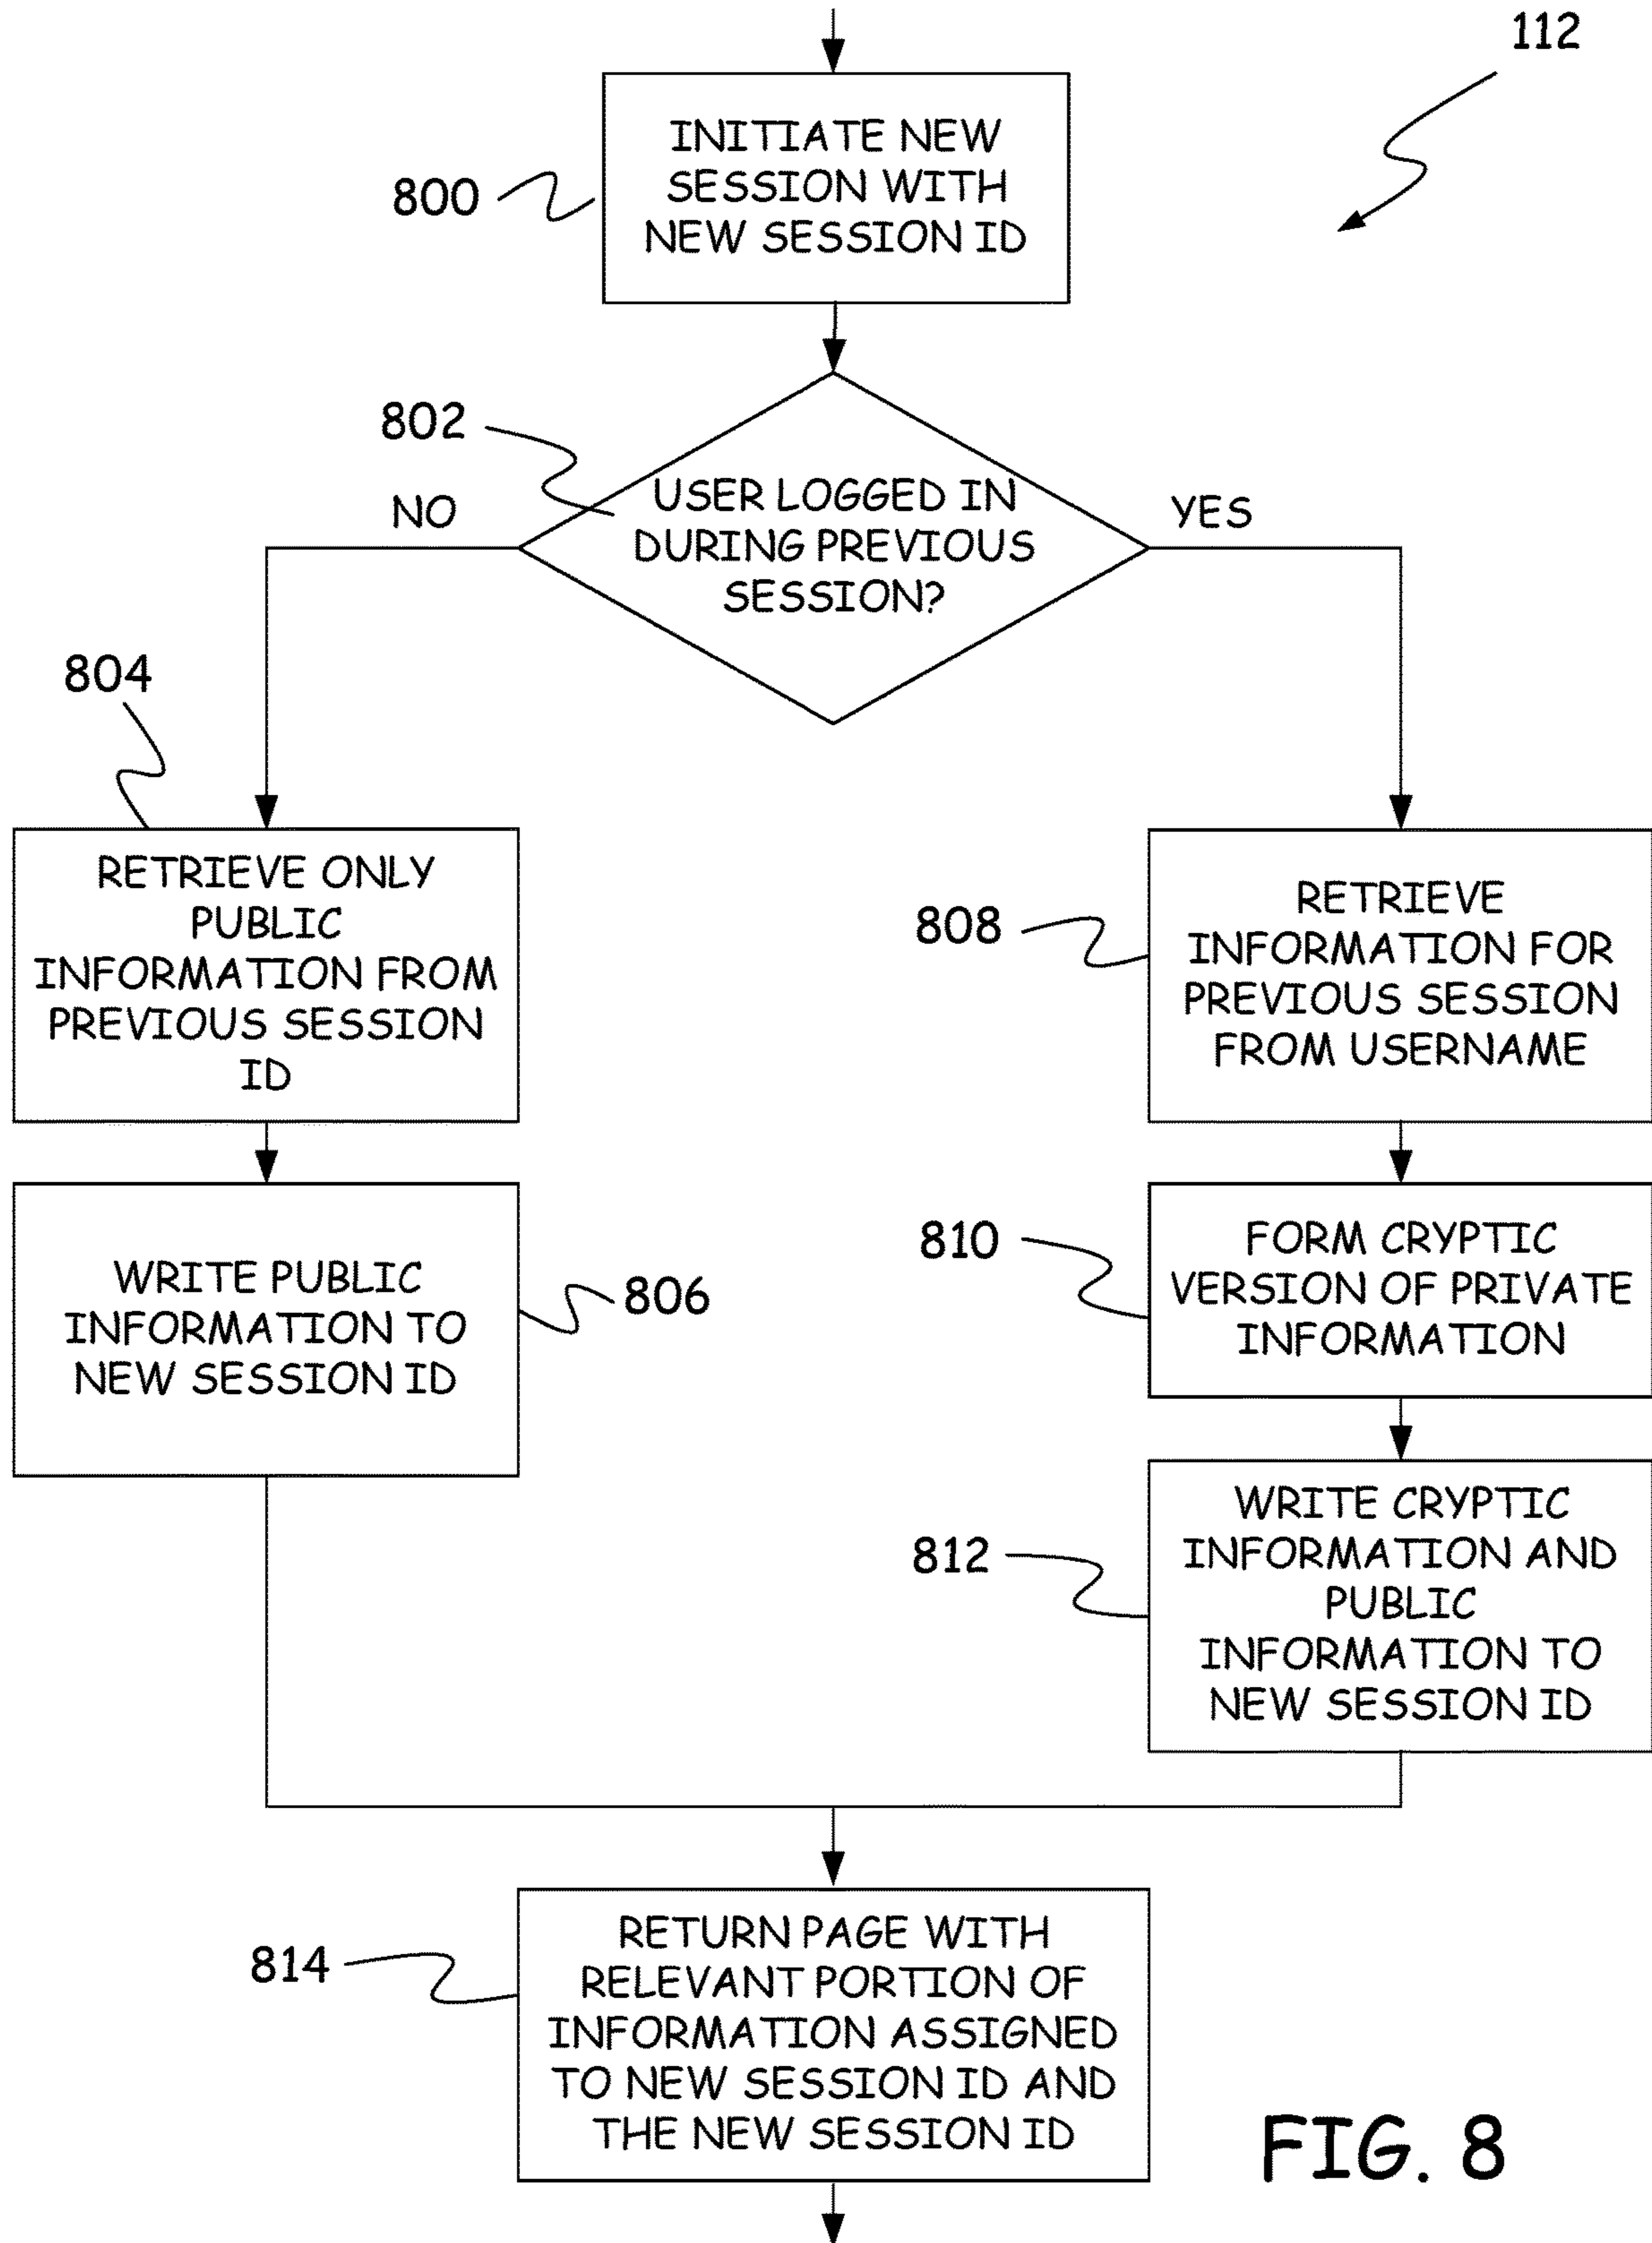 112
INITIATE NEW
SESSION WITH
NEW SESSION ID
800
802
USER LOGGED IN
DURING PREVIOUS
SESSION?
NO
YES
804
RETRIEVE ONLY
PUBLIC
INFORMATION FROM
PREVIOUS SESSION
ID
808
RETRIEVE
INFORMATION FOR
PREVIOUS SESSION
FROM USERNAME
WRITE PUBLIC
INFORMATION TO
NEW SESSION ID
806
810
FORM CRYPTIC
VERSION OF PRIVATE
INFORMATION
812
WRITE CRYPTIC
INFORMATION AND
PUBLIC
INFORMATION TO
NEW SESSION ID
814
RETURN PAGE WITH
RELEVANT PORTION OF
INFORMATION ASSIGNED
TO NEW SESSION ID AND
THE NEW SESSION ID
FIG. 8